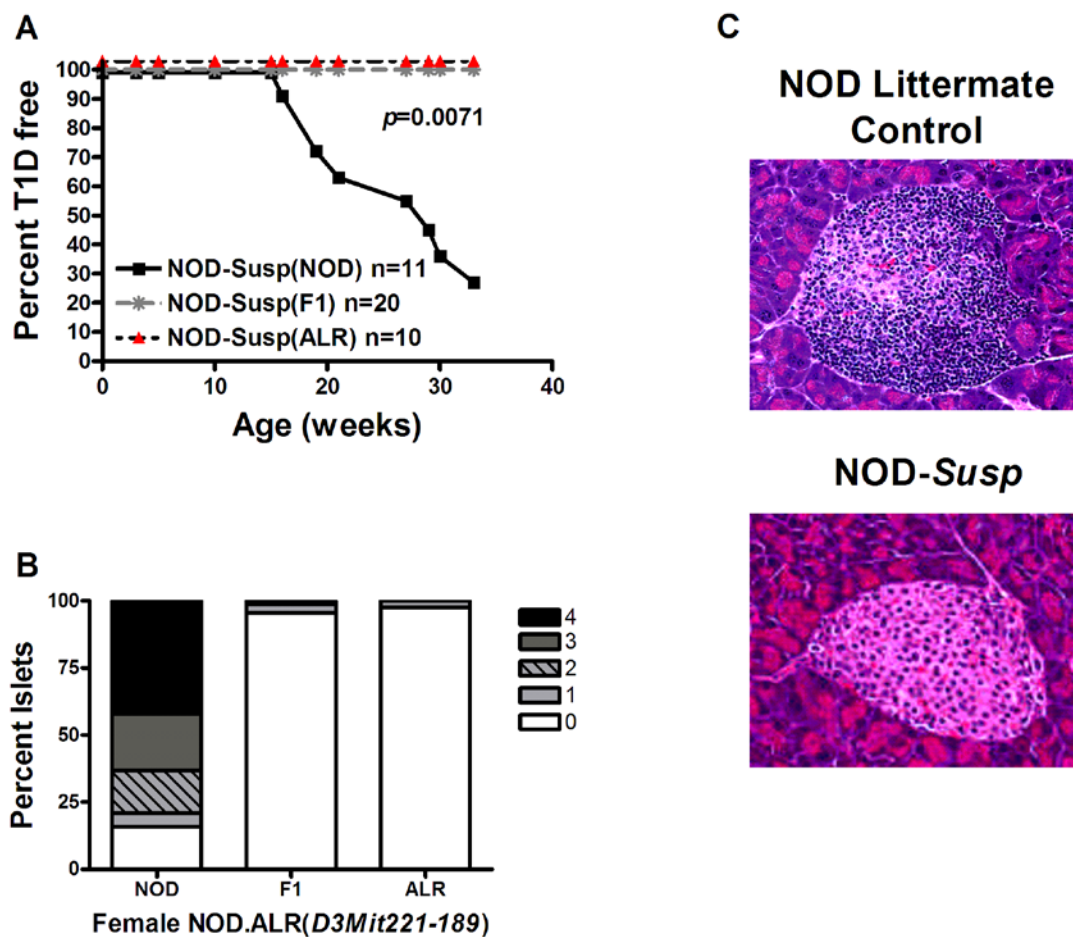 A
Percent T1D free
100
90
80
70
60
50
40
30
20
10
0
p=0.0071
NOD-Susp(NOD) n=11
NOD-Susp(F1) n=20
NOD-Susp(ALR) n=10
0 10 20 30 40
Age (weeks)
B
Percent Islets
100
75
50
25
0
4
3
2
1
0
NOD F1 ALR
Female NOD.ALR(D3Mit221-189)
C
NOD Littermate
Control
NOD-Susp